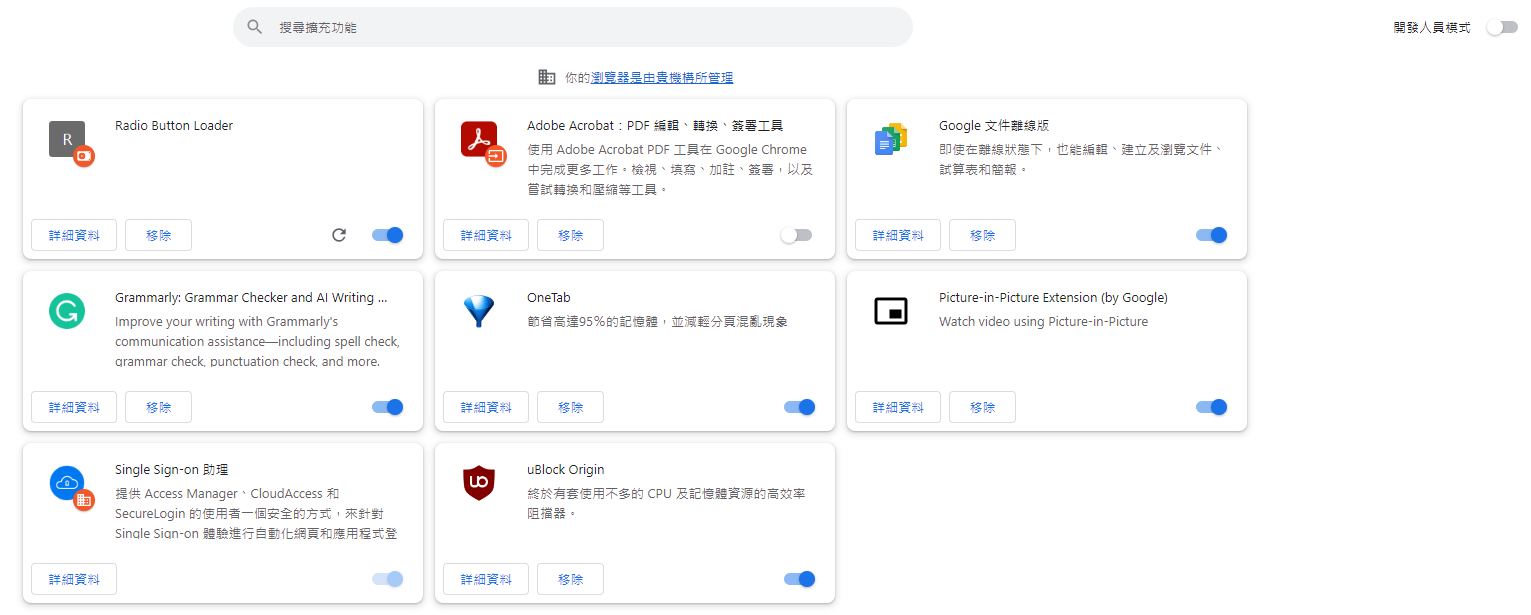 搜尋擴充功能
開發人員模式
你的瀏覽器是由貴機構所管理
R
Radio Button Loader
詳細資料
移除
Adobe Acrobat：PDF 編輯、轉換、簽署工具
使用 Adobe Acrobat PDF 工具在 Google Chrome
中完成更多工作。檢視、填寫、加註、簽署，以及
嘗試轉換和壓縮等工具。
詳細資料
移除
Google 文件離線版
即使在離線狀態下，也能編輯、建立及瀏覽文件、
試算表和簡報。
詳細資料
移除
G
Grammarly: Grammar Checker and AI Writing ...
Improve your writing with Grammarly's
communication assistance—including spell check,
grammar check, punctuation check, and more.
詳細資料
移除
OneTab
節省高達95%的記憶體，並減輕分頁混亂現象
詳細資料
移除
Picture-in-Picture Extension (by Google)
Watch video using Picture-in-Picture
詳細資料
移除
Single Sign-on 助理
提供 Access Manager、CloudAccess 和
SecureLogin 的使用者一個安全的方式，來針對
Single Sign-on 體驗進行自動化網頁和應用程式登
詳細資料
uO
uBlock Origin
終於有套使用不多的 CPU 及記憶體資源的高效率
阻擋器。
詳細資料
移除